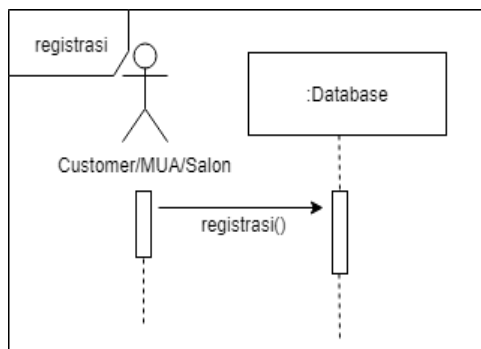 registrasi
:Database
Customer/MUA/Salon
registrasi()